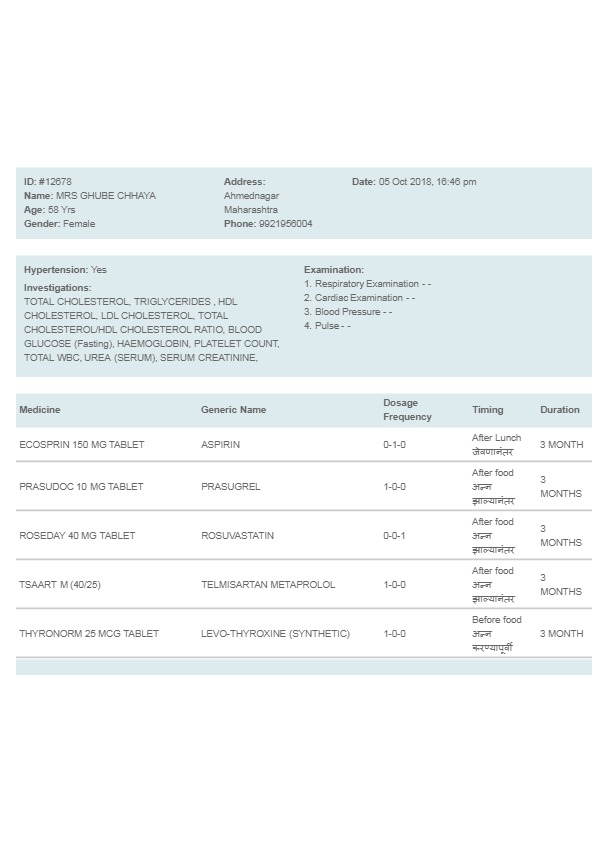 ID: #12678
Name: MRS GHUBE CHHAYA
Age: 58 Yrs
Gender: Female
Address:
Ahmednagar
Maharashtra
Phone: 9921956004
Date: 05 Oct 2018, 16:46 pm
Hypertension: Yes
Investigations:
TOTAL CHOLESTEROL, TRIGLYCERIDES , HDL
CHOLESTEROL, LDL CHOLESTEROL, TOTAL
CHOLESTEROL/HDL CHOLESTEROL RATIO, BLOOD
GLUCOSE (Fasting), HAEMOGLOBIN, PLATELET COUNT,
TOTAL WBC, UREA (SERUM), SERUM CREATININE,
Examination:
1. Respiratory Examination - -
2. Cardiac Examination - -
3. Blood Pressure - -
4. Pulse - -
Medicine Generic Name Dosage Frequency Timing Duration
ECOSPRIN 150 MG TABLET ASPIRIN 0-1-0 After Lunch 3 MONTH
जेवणानंतर
PRASUDOC 10 MG TABLET PRASUGREL 1-0-0 After food 3 MONTHS
अन्न
झाल्यानंतर
ROSEDAY 40 MG TABLET ROSUVASTATIN 0-0-1 After food 3 MONTHS
अन्न
झाल्यानंतर
TSAART M (40/25) TELMISARTAN METAPROLOL 1-0-0 After food 3 MONTHS
अन्न
झाल्यानंतर
THYRONORM 25 MCG TABLET LEVO-THYROXINE (SYNTHETIC) 1-0-0 Before food 3 MONTH
अन्न
करण्यापूर्वी